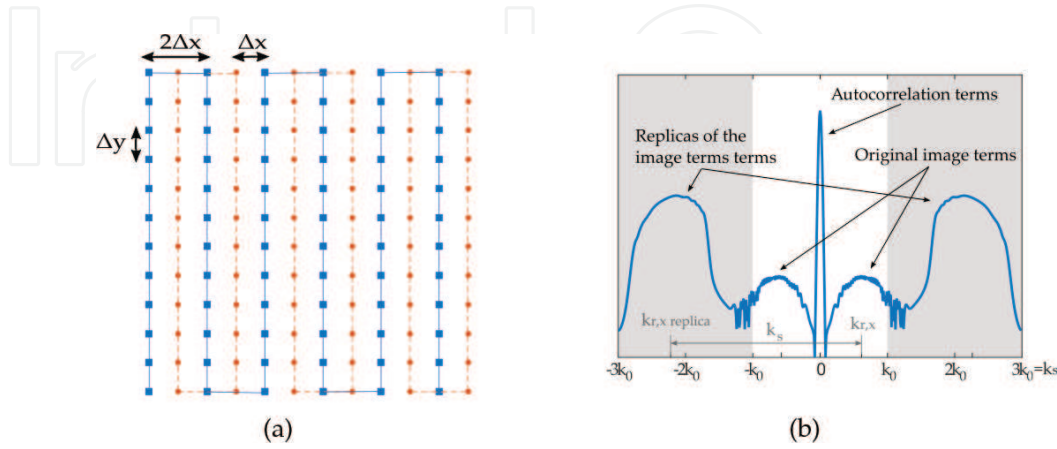 2Δx
Δx
Δy
(a)
Autocorrelation terms
Replicas of the
image terms terms
Original image terms
kr,x replica
ks
kr,x
-3k0
-2k0
-k0
0
k0
2k0
3k0=ks
(b)